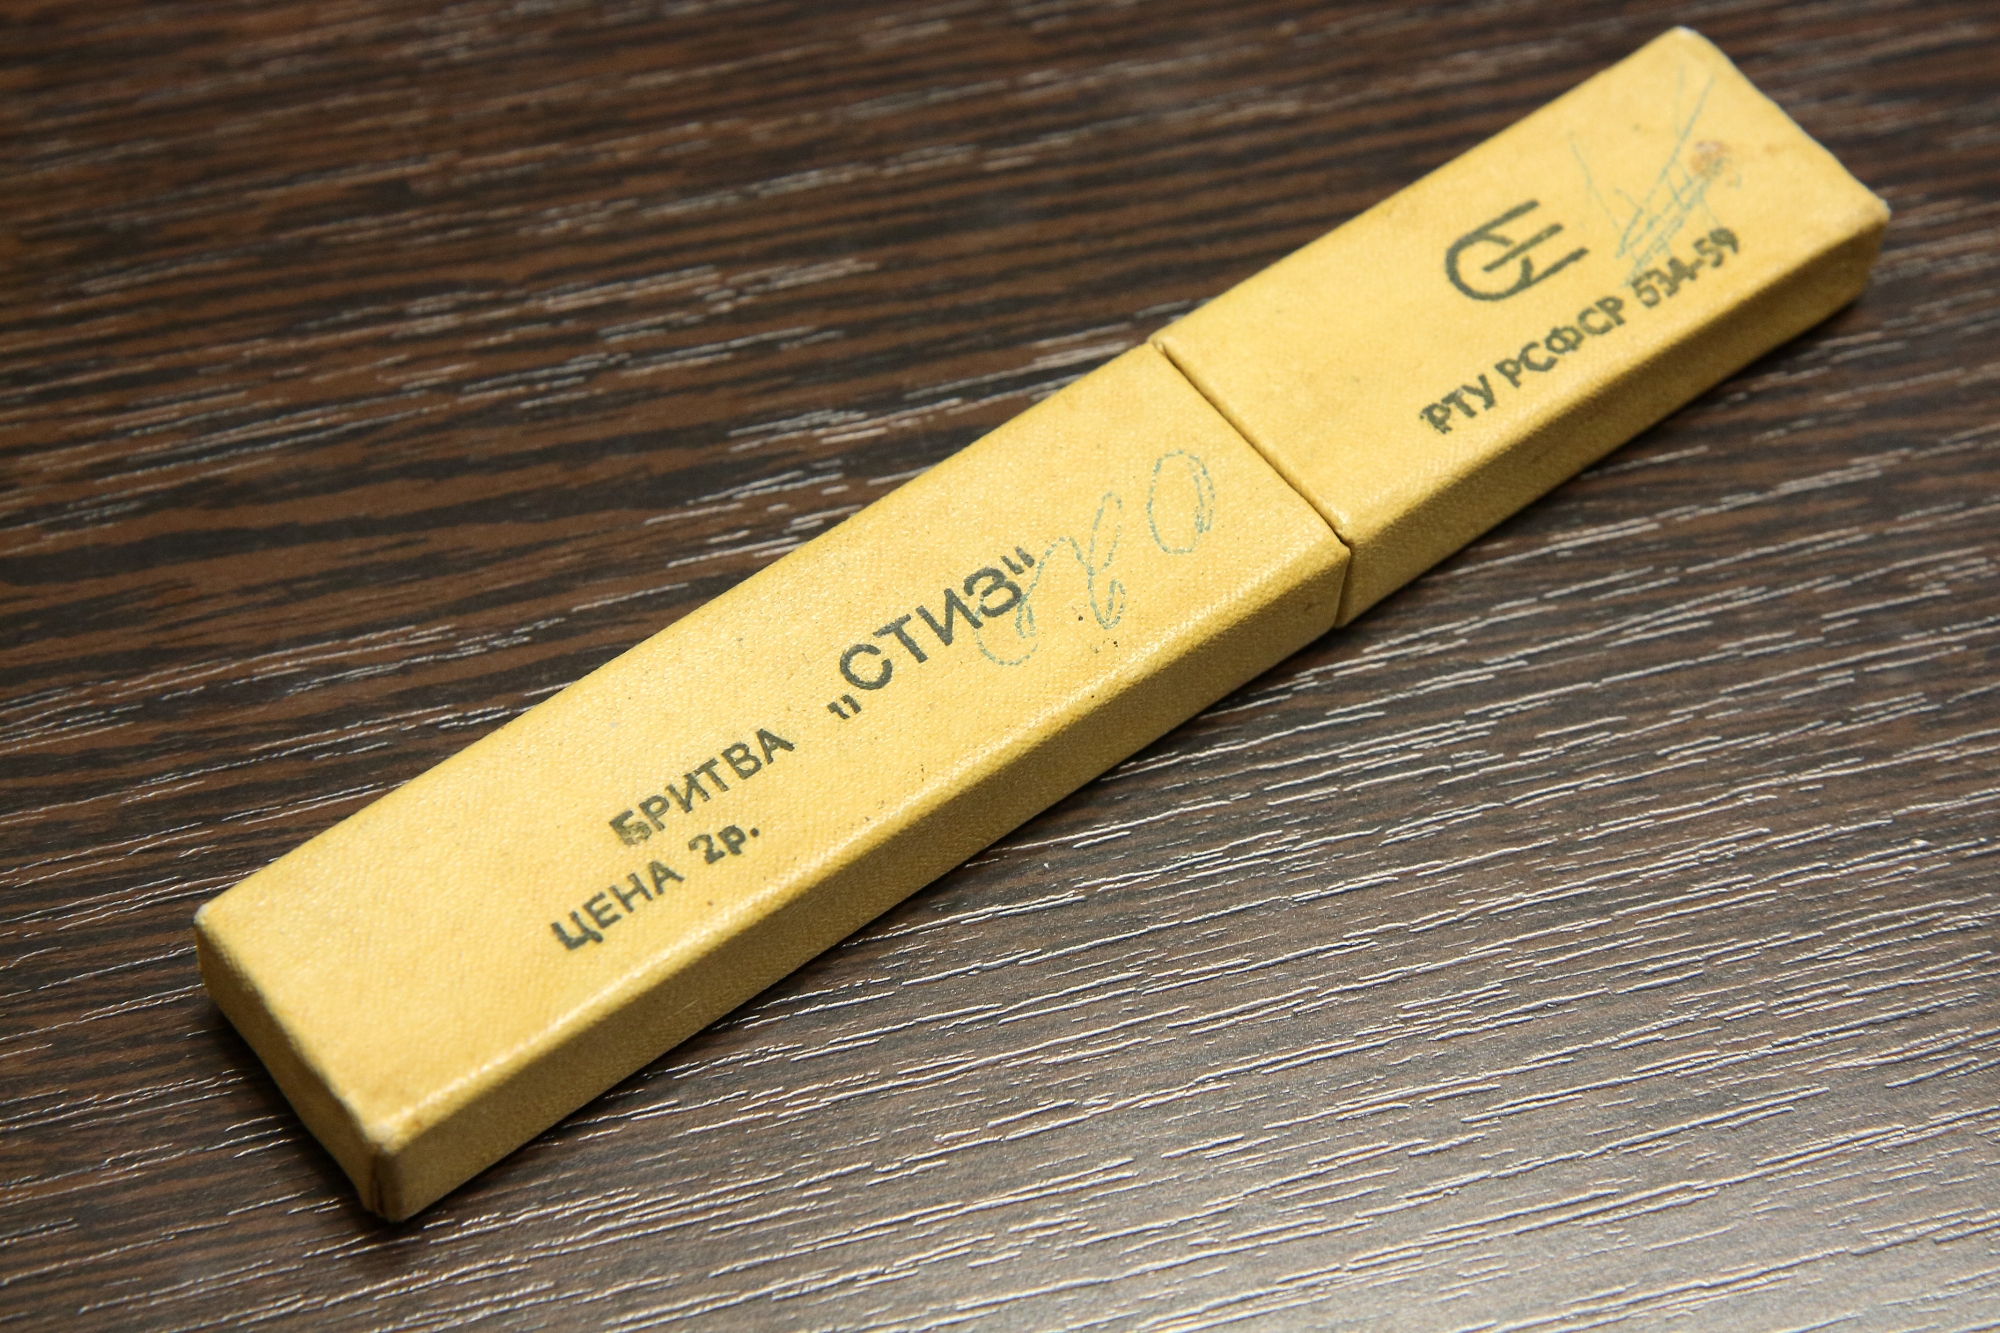 БРИТВА „СТИЗ"
ЦЕНА 2р.
РТУ РСФСР 534-59